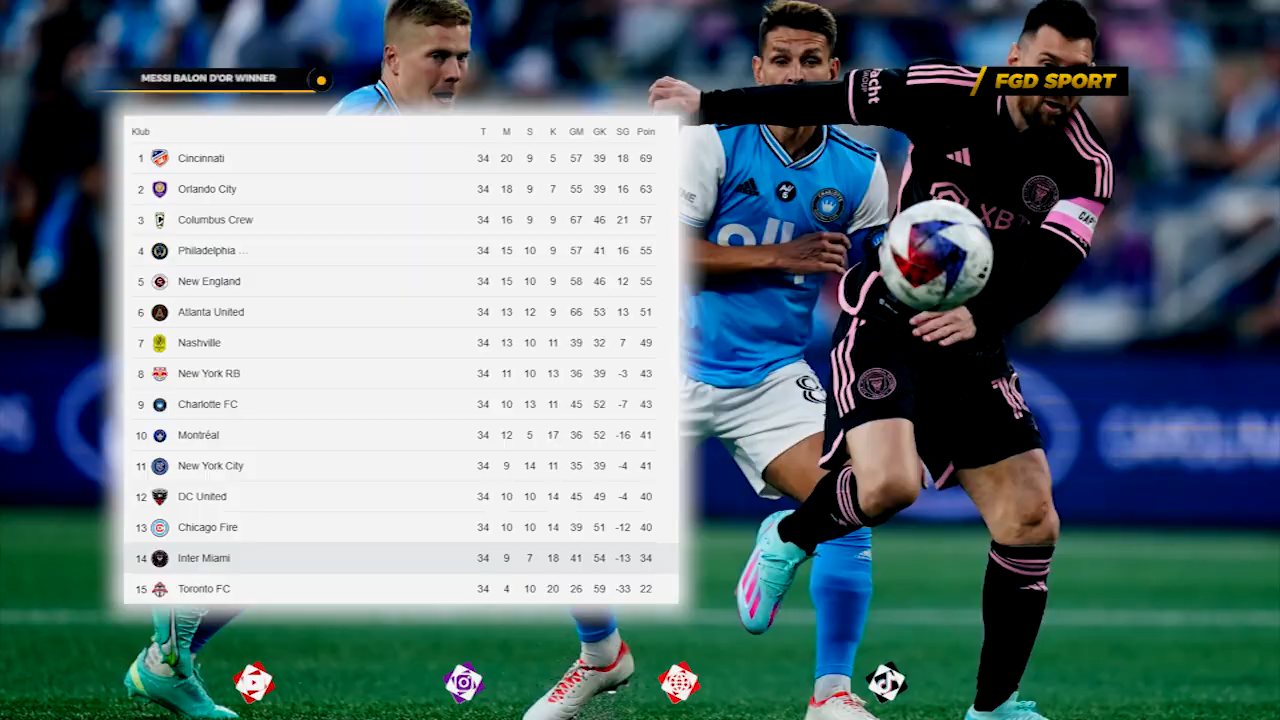 MESSI BALON D'OR WINNER
FGD SPORT
Klub T M S K GM GK SG Poin
1 Cincinnati 34 20 9 5 57 39 18 69
2 Orlando City 34 18 9 7 55 39 16 63
3 Columbus Crew 34 16 9 9 67 46 21 57
4 Philadelphia ... 34 15 10 9 57 41 16 55
5 New England 34 15 10 9 58 46 12 55
6 Atlanta United 34 13 12 9 66 53 13 51
7 Nashville 34 13 10 11 39 32 7 49
8 New York RB 34 11 10 13 36 39 -3 43
9 Charlotte FC 34 10 13 11 45 52 -7 43
10 Montréal 34 12 5 17 36 52 -16 41
11 New York City 34 9 14 11 35 39 -4 41
12 DC United 34 10 10 14 45 49 -4 40
13 Chicago Fire 34 10 10 14 39 51 -12 40
14 Inter Miami 34 9 7 18 41 54 -13 34
15 Toronto FC 34 4 10 20 26 59 -33 22
XBT
CAP
10
8